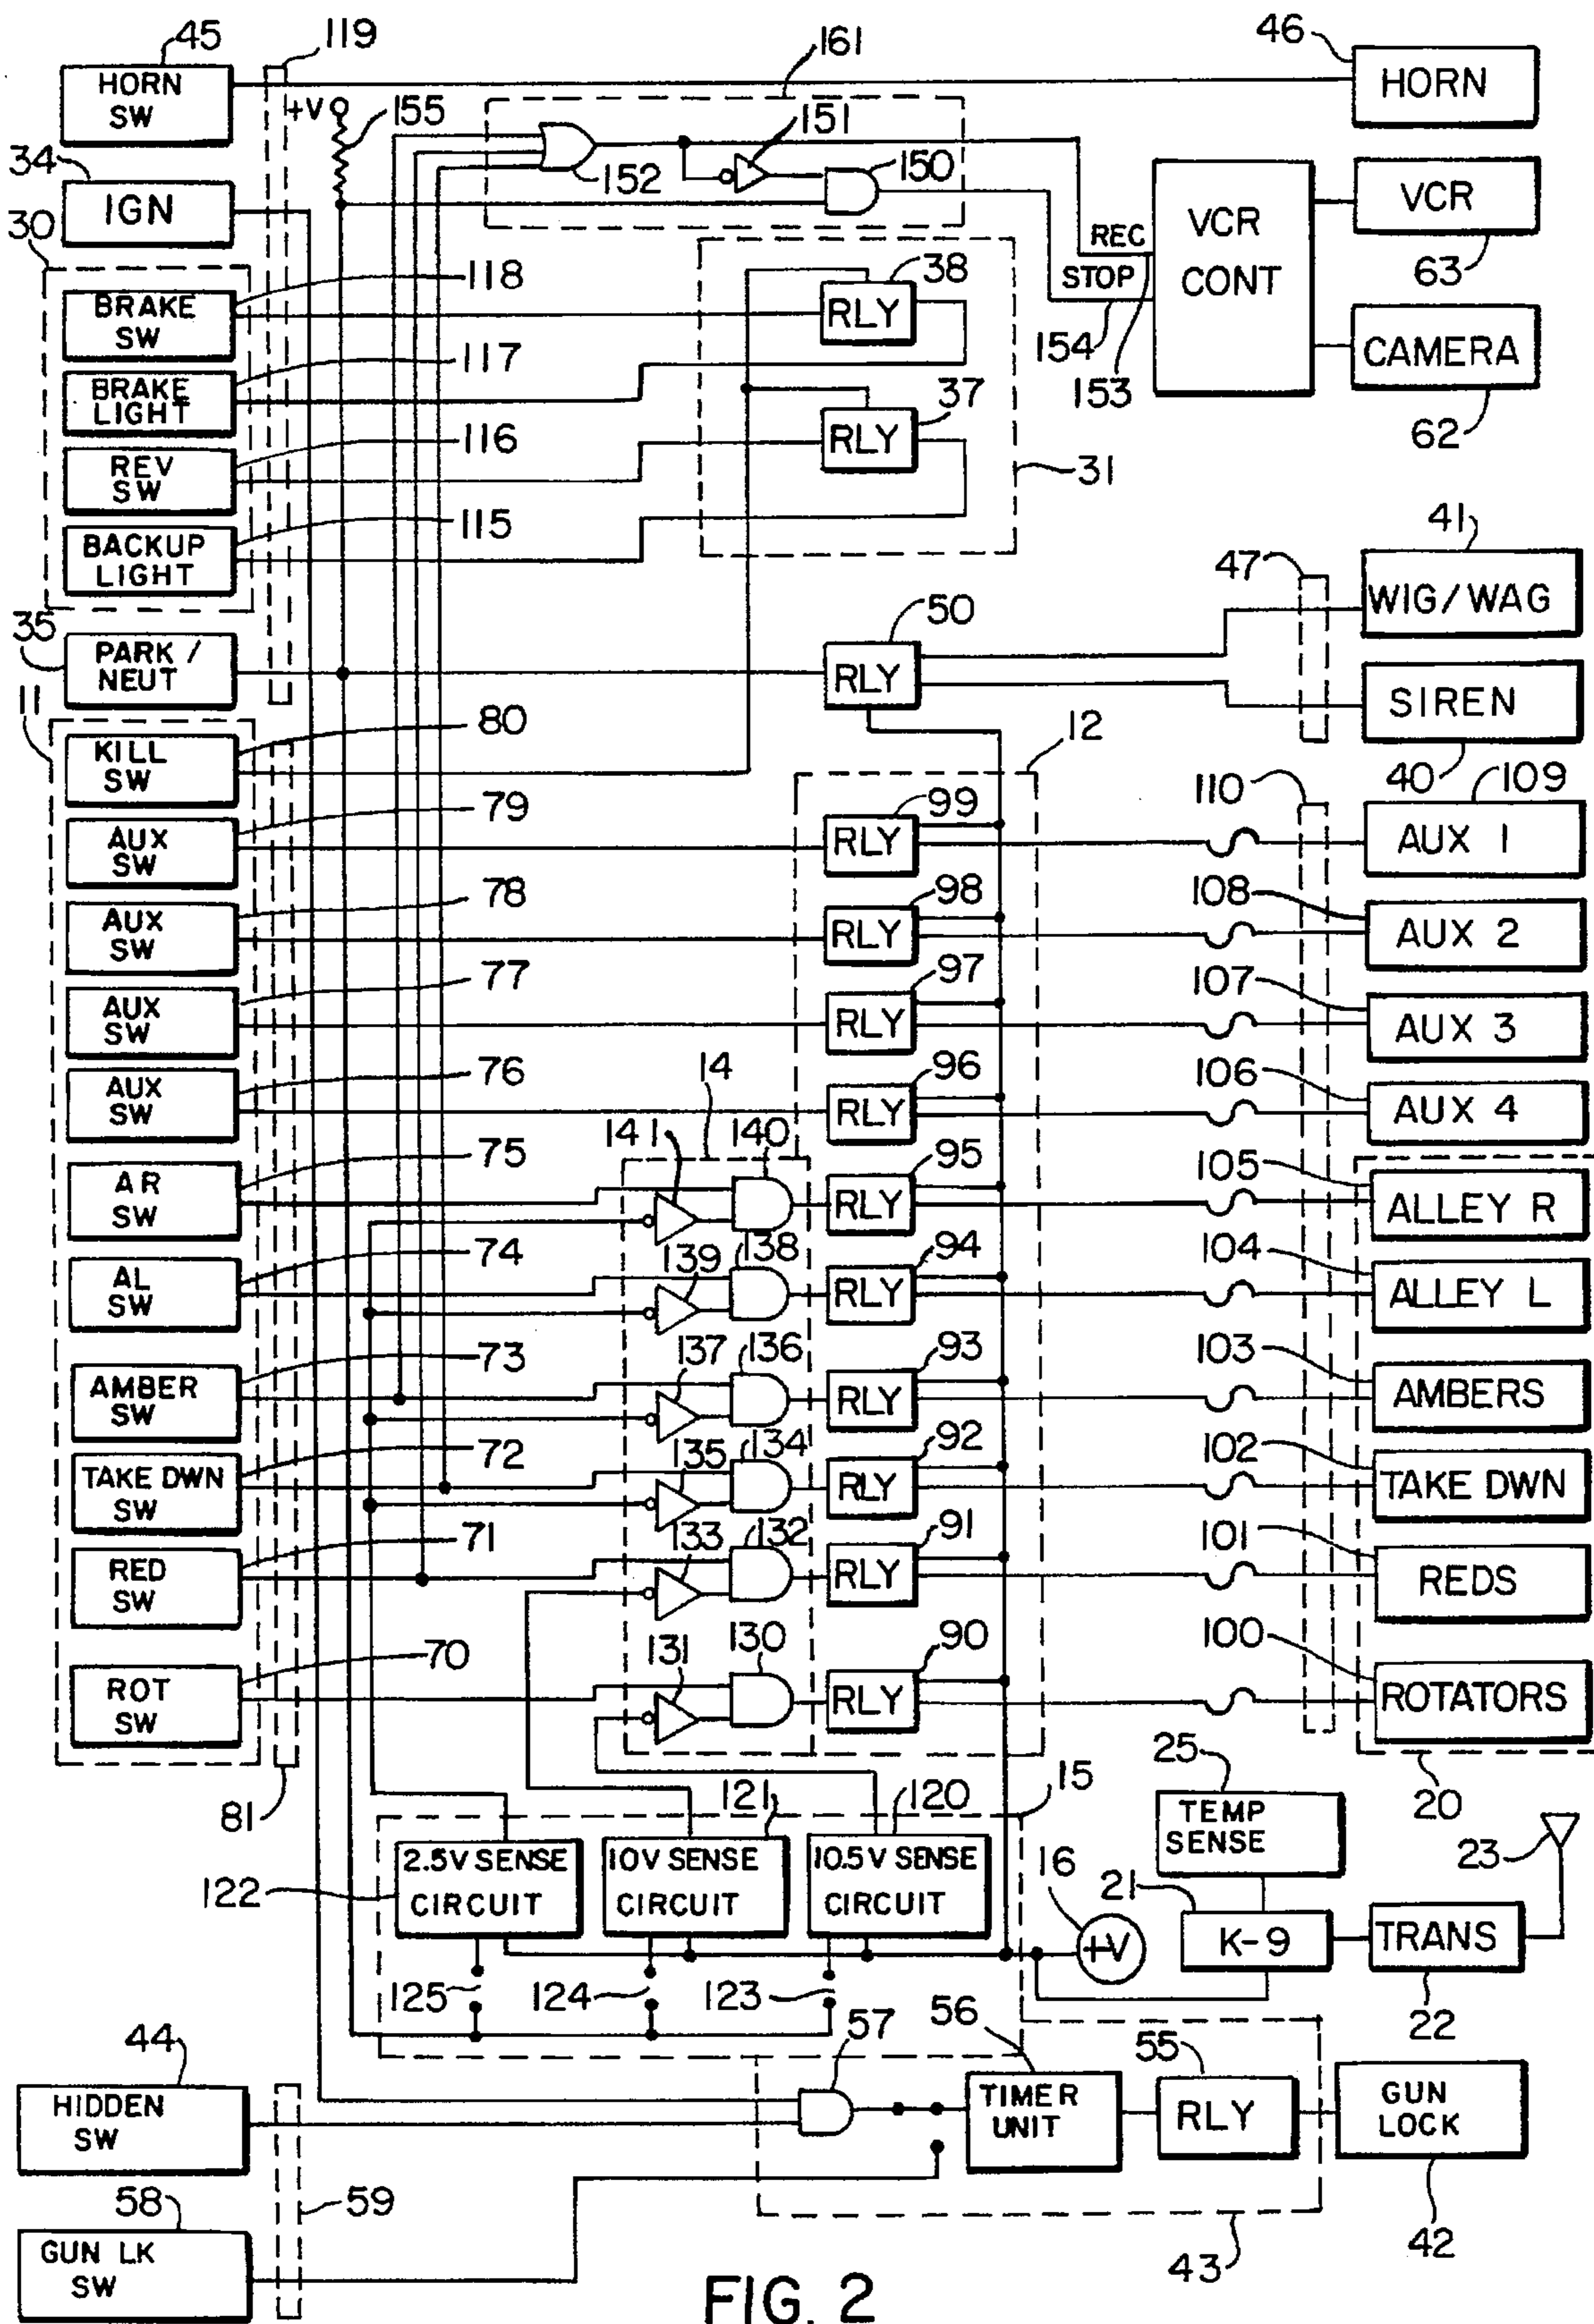 45
119
161
46
HORN
SW
+V
155
151
HORN
34
152
150
IGN
VCR
CONT
VCR
30
REC
63
118
38
STOP
BRAKE
SW
RLY
117
154
153
CAMERA
BRAKE
LIGHT
37
62
116
RLY
REV
SW
31
115
BACKUP
LIGHT
41
47
WIG/WAG
35
50
PARK /
NEUT
RLY
SIREN
11
80
12
40
KILL
SW
109
79
99
110
AUX
SW
RLY
AUX 1
78
98
108
AUX
SW
RLY
AUX 2
77
97
107
AUX
SW
RLY
AUX 3
76
14
96
106
AUX
SW
RLY
AUX 4
75
141
140
95
105
AR
SW
RLY
ALLEY R
74
139
138
94
104
AL
SW
RLY
ALLEY L
73
137
136
93
103
AMBER
SW
RLY
AMBERS
72
135
134
92
102
TAKE DWN
SW
RLY
TAKE DWN
71
133
132
91
101
RED
SW
RLY
REDS
70
131
130
90
100
ROT
SW
RLY
ROTATORS
81
121
120
15
25
20
TEMP
SENSE
23
122
2.5V SENSE
CIRCUIT
10V SENSE
CIRCUIT
10.5V SENSE
CIRCUIT
16
21
+V
K-9
TRANS
125
124
123
22
44
57
56
55
HIDDEN
SW
TIMER
UNIT
RLY
GUN
LOCK
58
59
43
42
GUN LK
SW
FIG. 2